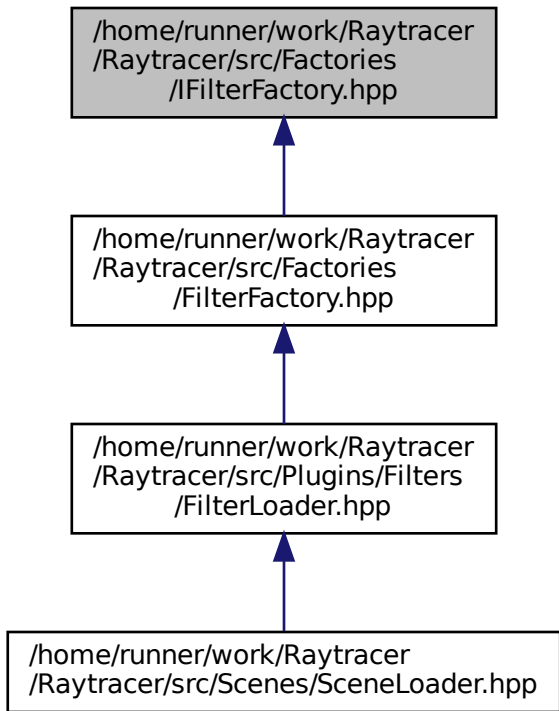 /home/runner/work/Raytracer
/Raytracer/src/Factories
/IFilterFactory.hpp
/home/runner/work/Raytracer
/Raytracer/src/Factories
/FilterFactory.hpp
/home/runner/work/Raytracer
/Raytracer/src/Plugins/Filters
/FilterLoader.hpp
/home/runner/work/Raytracer
/Raytracer/src/Scenes/SceneLoader.hpp